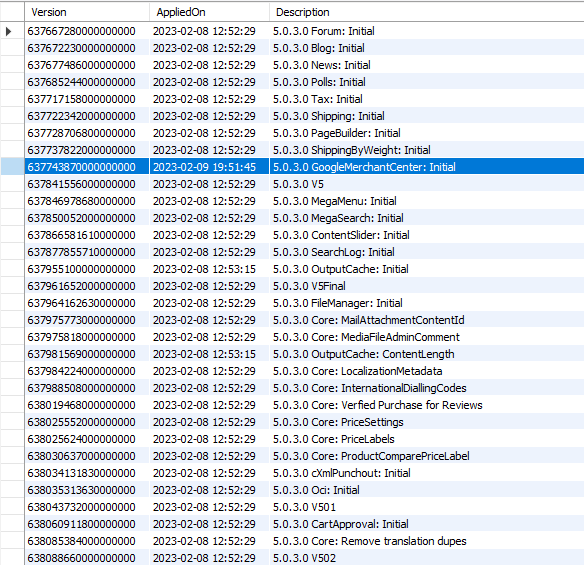 Version AppliedOn Description
637667280000000000 2023-02-08 12:52:29 5.0.3.0 Forum: Initial
637672230000000000 2023-02-08 12:52:29 5.0.3.0 Blog: Initial
637677486000000000 2023-02-08 12:52:29 5.0.3.0 News: Initial
637685244000000000 2023-02-08 12:52:29 5.0.3.0 Polls: Initial
637717158000000000 2023-02-08 12:52:29 5.0.3.0 Tax: Initial
637722342000000000 2023-02-08 12:52:29 5.0.3.0 Shipping: Initial
637728706800000000 2023-02-08 12:52:29 5.0.3.0 PageBuilder: Initial
637737822000000000 2023-02-08 12:52:29 5.0.3.0 ShippingByWeight: Initial
637743870000000000 2023-02-09 19:51:45 5.0.3.0 GoogleMerchantCenter: Initial
637841556000000000 2023-02-08 12:52:29 5.0.3.0 V5
637846978680000000 2023-02-08 12:52:29 5.0.3.0 MegaMenu: Initial
637850052000000000 2023-02-08 12:52:29 5.0.3.0 MegaSearch: Initial
637866581610000000 2023-02-08 12:52:29 5.0.3.0 ContentSlider: Initial
637877855710000000 2023-02-08 12:52:29 5.0.3.0 SearchLog: Initial
637955100000000000 2023-02-08 12:53:15 5.0.3.0 OutputCache: Initial
637961652000000000 2023-02-08 12:52:29 5.0.3.0 V5Final
637964162630000000 2023-02-08 12:52:29 5.0.3.0 FileManager: Initial
637975773000000000 2023-02-08 12:52:29 5.0.3.0 Core: MailAttachmentContentId
637975818000000000 2023-02-08 12:52:29 5.0.3.0 Core: MediaFileAdminComment
637981569000000000 2023-02-08 12:53:15 5.0.3.0 OutputCache: ContentLength
637984224000000000 2023-02-08 12:52:29 5.0.3.0 Core: LocalizationMetadata
637988508000000000 2023-02-08 12:52:29 5.0.3.0 Core: InternationalDiallingCodes
638019468000000000 2023-02-08 12:52:29 5.0.3.0 Core: Verfied Purchase for Reviews
638025552000000000 2023-02-08 12:52:29 5.0.3.0 Core: PriceSettings
638025624000000000 2023-02-08 12:52:29 5.0.3.0 Core: PriceLabels
638030637000000000 2023-02-08 12:52:29 5.0.3.0 Core: ProductComparePriceLabel
638034131830000000 2023-02-08 12:52:29 5.0.3.0 cXmlPunchout: Initial
638035313630000000 2023-02-08 12:52:29 5.0.3.0 Oci: Initial
638043732000000000 2023-02-08 12:52:29 5.0.3.0 V501
638060911800000000 2023-02-08 12:52:29 5.0.3.0 CartApproval: Initial
638085384000000000 2023-02-08 12:52:29 5.0.3.0 Core: Remove translation dupes
638088660000000000 2023-02-08 12:52:29 5.0.3.0 V502